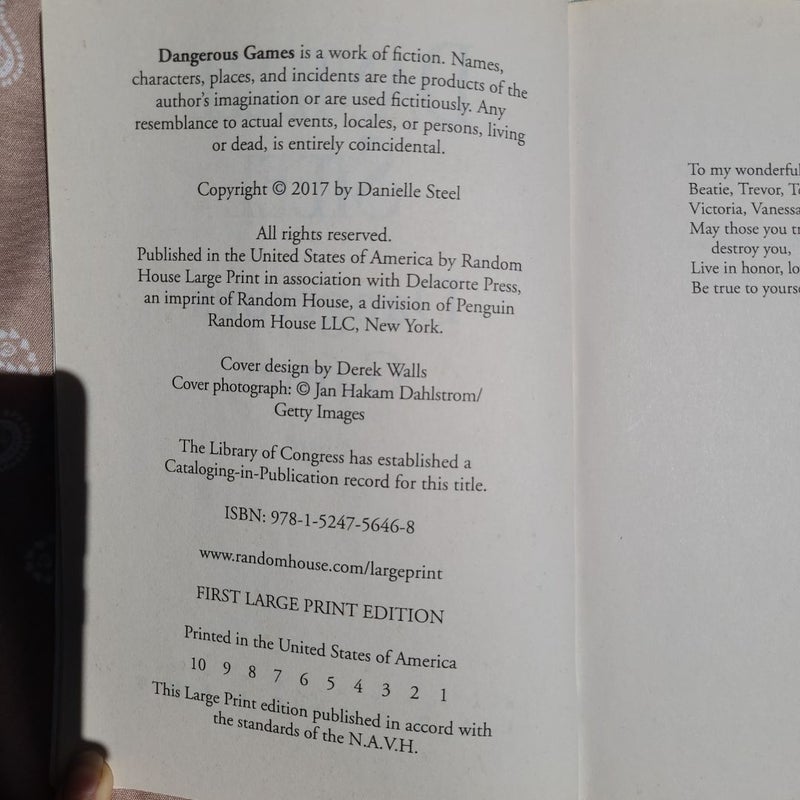 Dangerous Games is a work of fiction. Names,
characters, places, and incidents are the products of the
author's imagination or are used fictitiously. Any
resemblance to actual events, locales, or persons, living
or dead, is entirely coincidental.
Copyright © 2017 by Danielle Steel
All rights reserved.
Published in the United States of America by Random
House Large Print in association with Delacorte Press,
an imprint of Random House, a division of Penguin
Random House LLC, New York.
Cover design by Derek Walls
Cover photograph: © Jan Hakam Dahlstrom/
Getty Images
The Library of Congress has established a
Cataloging-in-Publication record for this title.
ISBN: 978-1-5247-5646-8
www.randomhouse.com/largeprint
FIRST LARGE PRINT EDITION
Printed in the United States of America
10 9 8 7 6 5 4 3 2 1
This Large Print edition published in accord with
the standards of the N.A.V.H.
To my wonderful
Beatie, Trevor,
Victoria, Vanessa
May those you
destroy you,
Live in honor,
Be true to